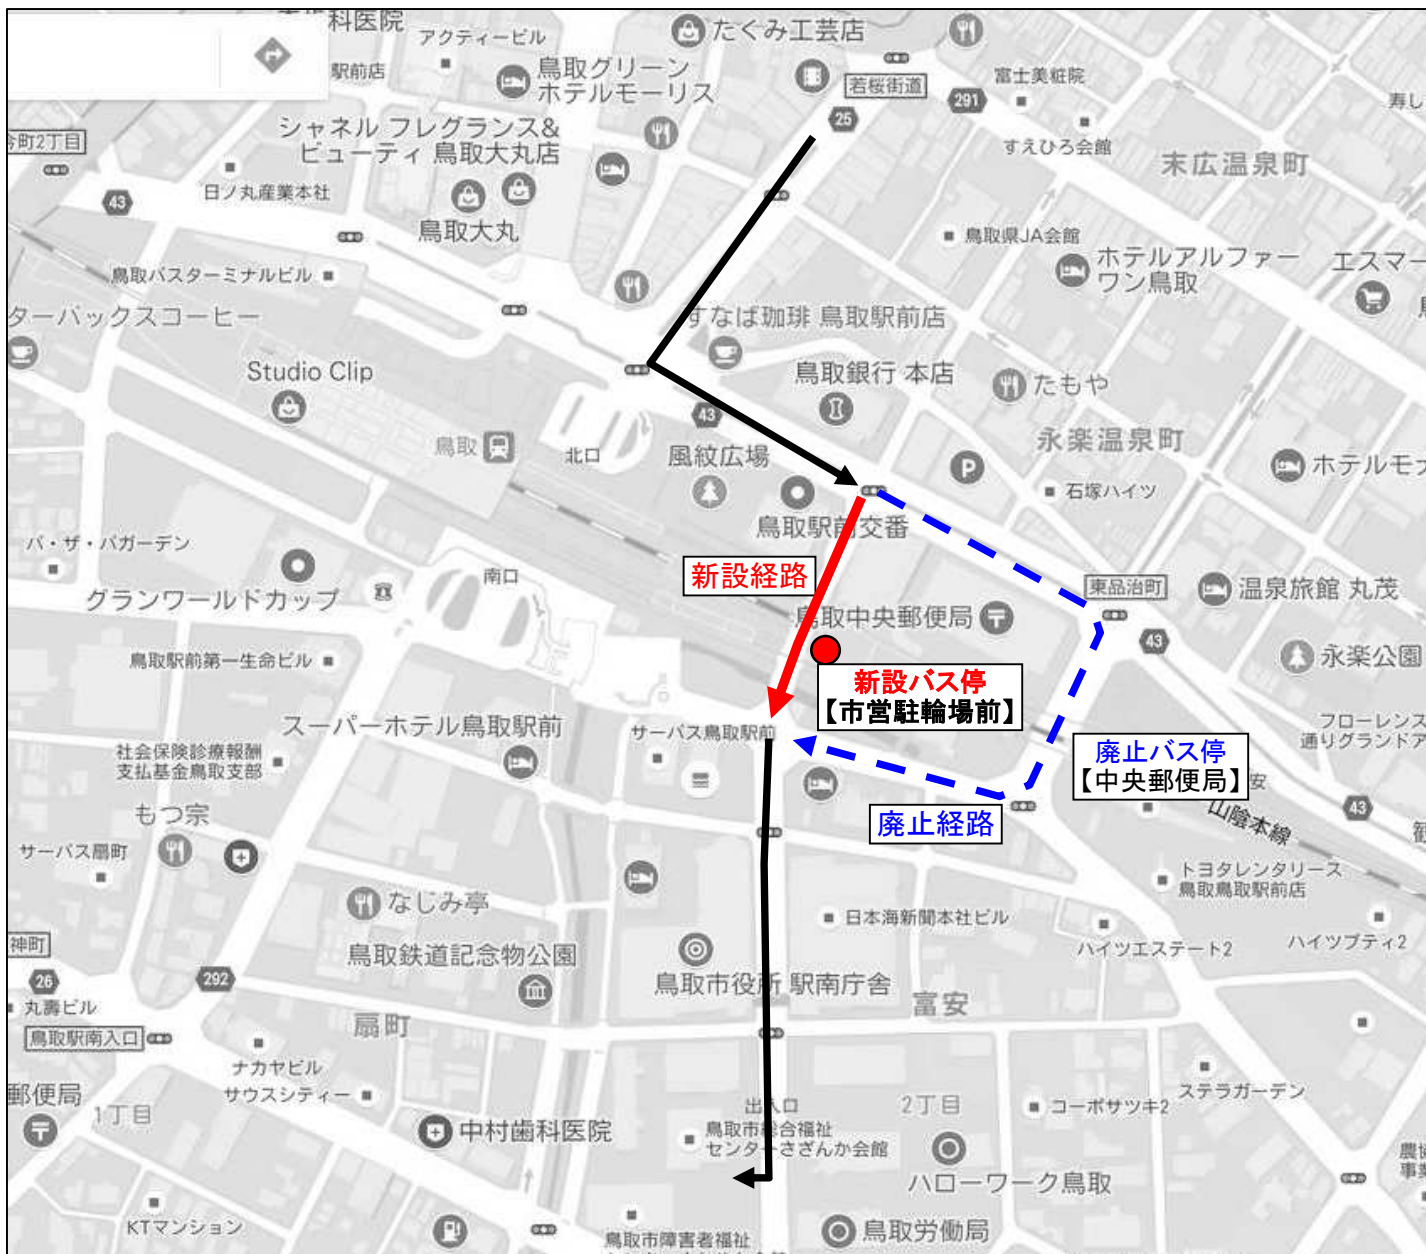 歯科医院
アクティービル
駅前店
たくみ工芸店
鳥取グリーン
ホテルモーリス
若桜街道
291
25
富士美粧院
すえひろ会館
寿し
末広温泉町
今町2丁目
シャネル フレグランス&
ビューティ 鳥取大丸店
日ノ丸産業本社
43
鳥取大丸
鳥取県JA会館
ホテルアルファー
ワン鳥取
エスマー
鳥取バスターミナルビル
ターバックスコーヒー
すなば珈琲 鳥取駅前店
Studio Clip
鳥取銀行 本店
たもや
43
鳥取
北口
風紋広場
永楽温泉町
P
石塚ハイツ
ホテルモナ
鳥取駅前交番
バ・ザ・バガーデン
グランワールドカップ
南口
新設経路
東品治町
温泉旅館 丸茂
鳥取中央郵便局
43
永楽公園
鳥取駅前第一生命ビル
新設バス停
【市営駐輪場前】
スーパーホテル鳥取駅前
サーパス鳥取駅前
フローレンス
通りグランドア
社会保険診療報酬
支払基金鳥取支部
廃止バス停
【中央郵便局】
安
もつ宗
廃止経路
山陰本線
43
サーパス扇町
トヨタレンタリース
鳥取鳥取駅前店
なじみ亭
日本海新聞本社ビル
ハイツエステート2
ハイツプティ2
神町
鳥取鉄道記念物公園
26
292
鳥取市役所 駅南庁舎
富安
丸壽ビル
扇町
鳥取駅南入口
ナカヤビル
サウスシティー
郵便局
1丁目
出入口
2丁目
コーポサツキ2
ステラガーデン
中村歯科医院
鳥取市総合福祉
センターさざんか会館
ハローワーク鳥取
農協
事業
KTマンション
鳥取市障害者福祉
鳥取労働局